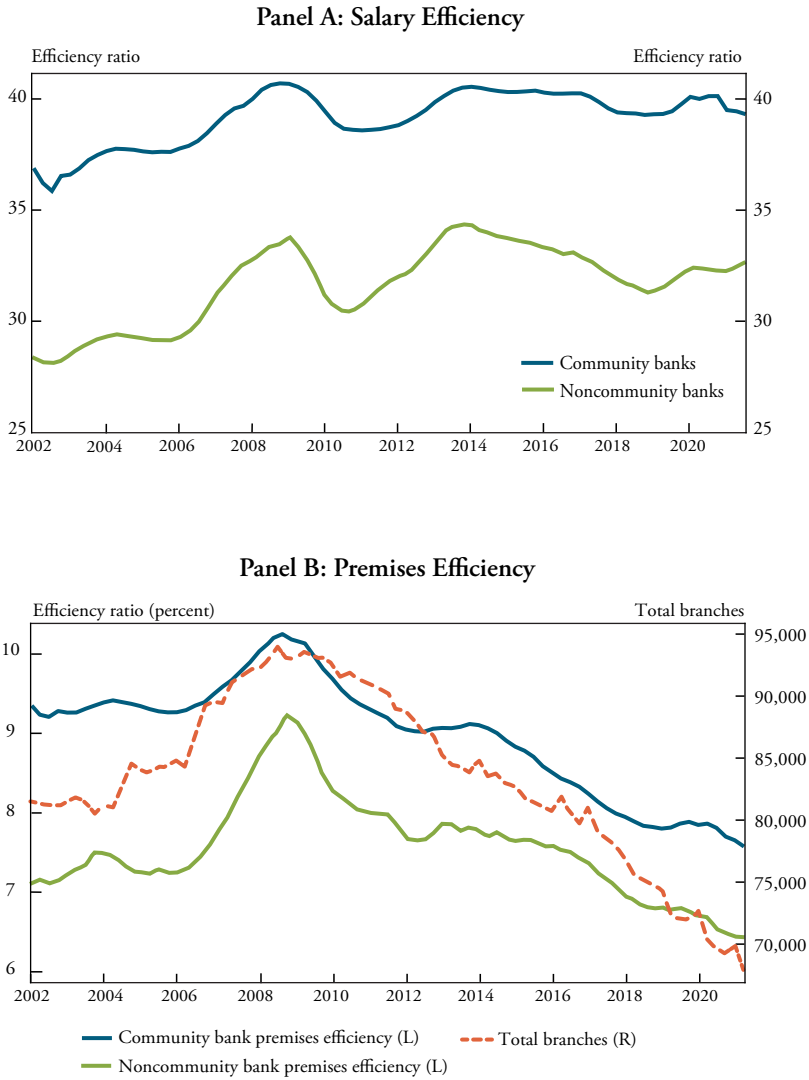 Panel A: Salary Efficiency
Efficiency ratio Efficiency ratio
40 40
35 35
30 30
Community banks
Noncommunity banks
25 25
2002 2004 2006 2008 2010 2012 2014 2016 2018 2020
Panel B: Premises Efficiency
Efficiency ratio (percent) Total branches
95,000
10
90,000
9
85,000
8 80,000
7 75,000
70,000
6
2002 2004 2006 2008 2010 2012 2014 2016 2018 2020
Community bank premises efficiency (L) Total branches (R)
Noncommunity bank premises efficiency (L)